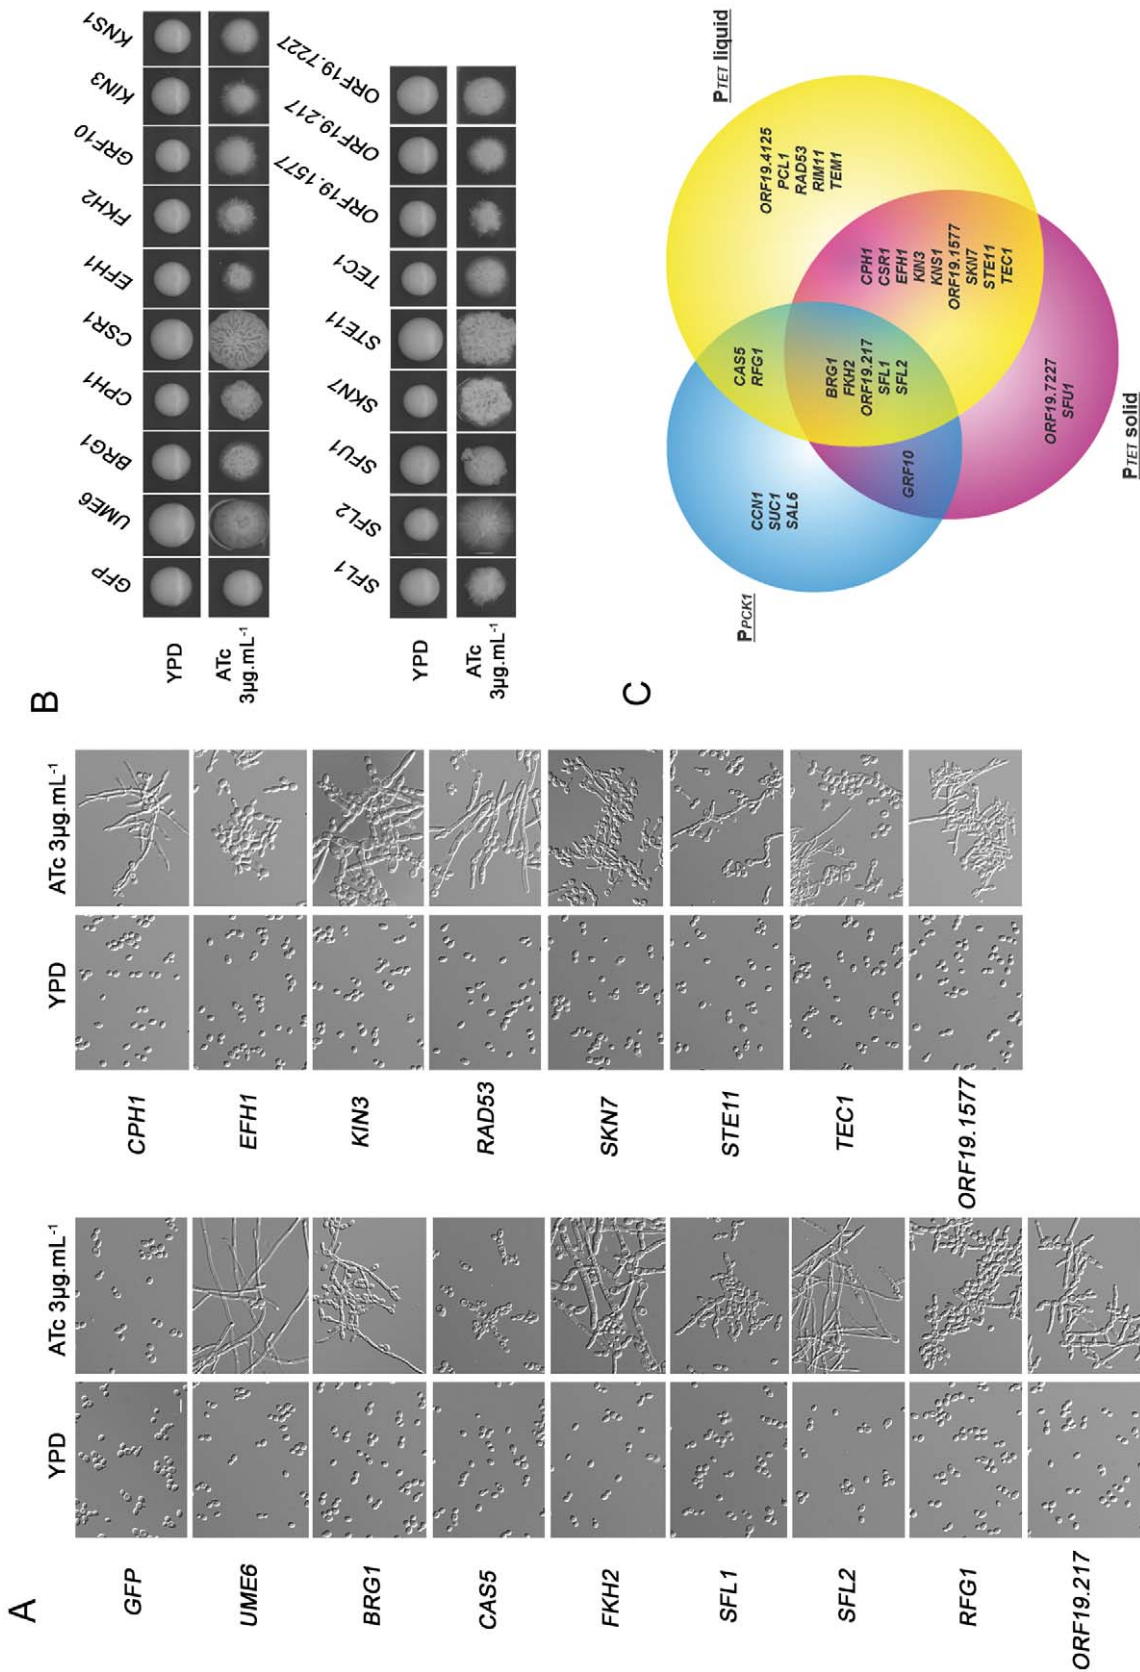 A
YPD
ATc 3µg.mL-1
GFP
UME6
BRG1
CAS5
FKH2
SFL1
SFL2
RFG1
ORF19.217
YPD
ATc 3µg.mL-1
CPH1
EFH1
KIN3
RAD53
SKN7
STE11
TEC1
ORF19.1577
B
GFP
UME6
BRG1
CPH1
CSR1
EFH1
FKH2
GRF10
KIN3
KNS1
YPD
ATc
3µg.mL-1
SFL1
SFL2
SFU1
SKN7
STE11
TEC1
ORF19.1577
ORF19.217
ORF19.7227
YPD
ATc
3µg.mL-1
C
PPCK1
PTET liquid
CCN1
SUC1
SAL6
CAS5
RFG1
ORF19.4125
PCL1
RAD53
RIM11
TEM1
BRG1
FKH2
ORF19.217
SFL1
SFL2
CPH1
CSR1
EFH1
KIN3
KNS1
ORF19.1577
SKN7
STE11
TEC1
GRF10
ORF19.7227
SFU1
PTET solid